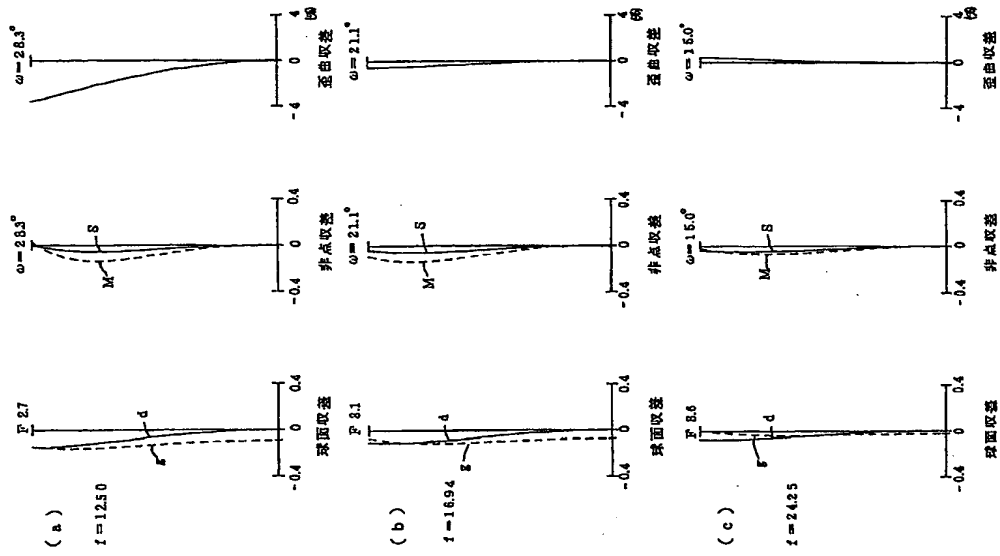 (a)
f=12.50
F 2.7
d
g
-0.4 0 0.4
球面収差
ω=28.3°
S
M
-0.4 0 0.4
非点収差
ω=28.3°
-4 0 4
(%)
歪曲収差
(b)
f=16.94
F 3.1
d
g
-0.4 0 0.4
球面収差
ω=21.1°
S
M
-0.4 0 0.4
非点収差
ω=21.1°
-4 0 4
(%)
歪曲収差
(c)
f=24.25
F 3.6
d
g
-0.4 0 0.4
球面収差
ω=15.0°
S
M
-0.4 0 0.4
非点収差
ω=15.0°
-4 0 4
(%)
歪曲収差